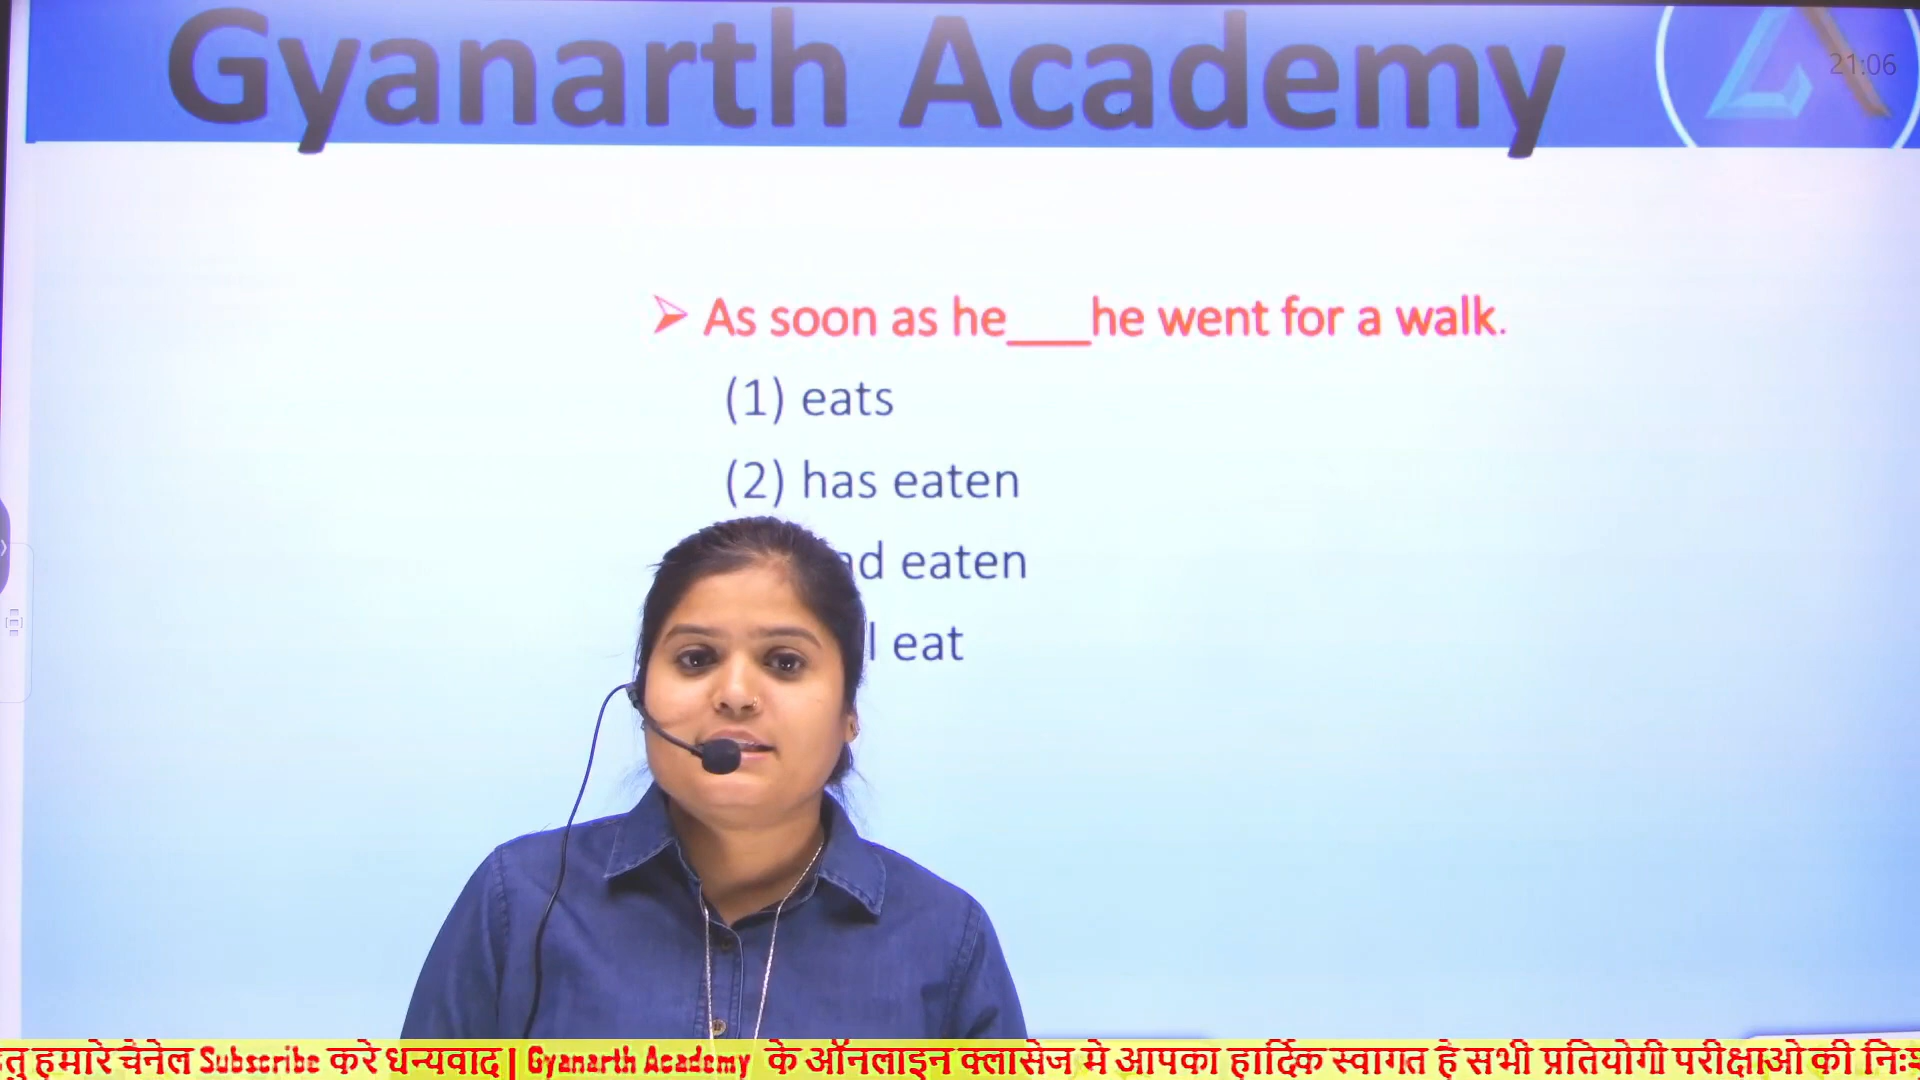 Gyanarth Academy
21:06
➢ As soon as he___he went for a walk.
(1) eats
(2) has eaten
eaten
eat
हमारे चैनेल Subscribe करे धन्यवाद | Gyanarth Academy के ऑनलाइन क्लासेज मे आपका हार्दिक स्वागत है सभी प्रतियोगी परीक्षाओ की